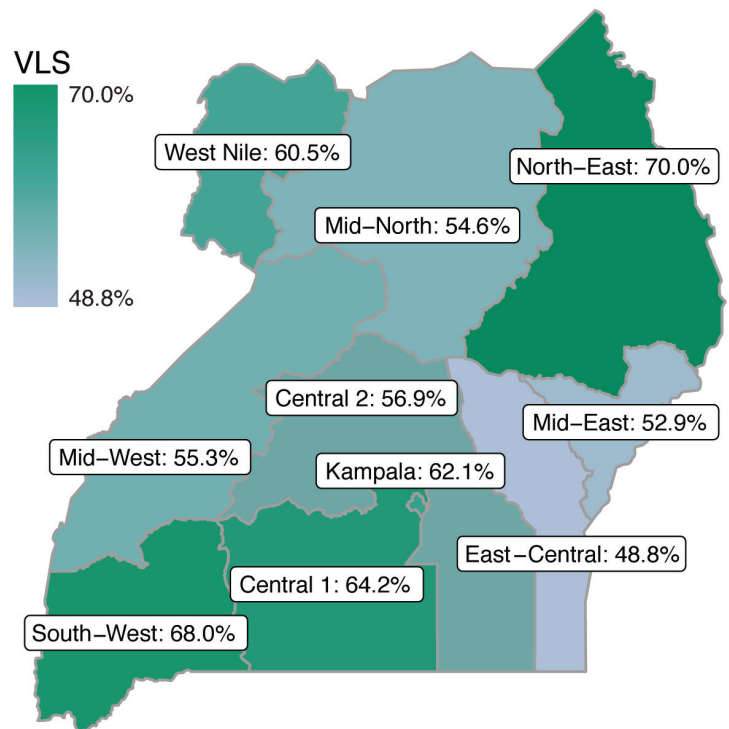 VLS
70.0%
48.8%
West Nile: 60.5%
North−East: 70.0%
Mid−North: 54.6%
Central 2: 56.9%
Mid−East: 52.9%
Mid−West: 55.3%
Kampala: 62.1%
East−Central: 48.8%
Central 1: 64.2%
South−West: 68.0%